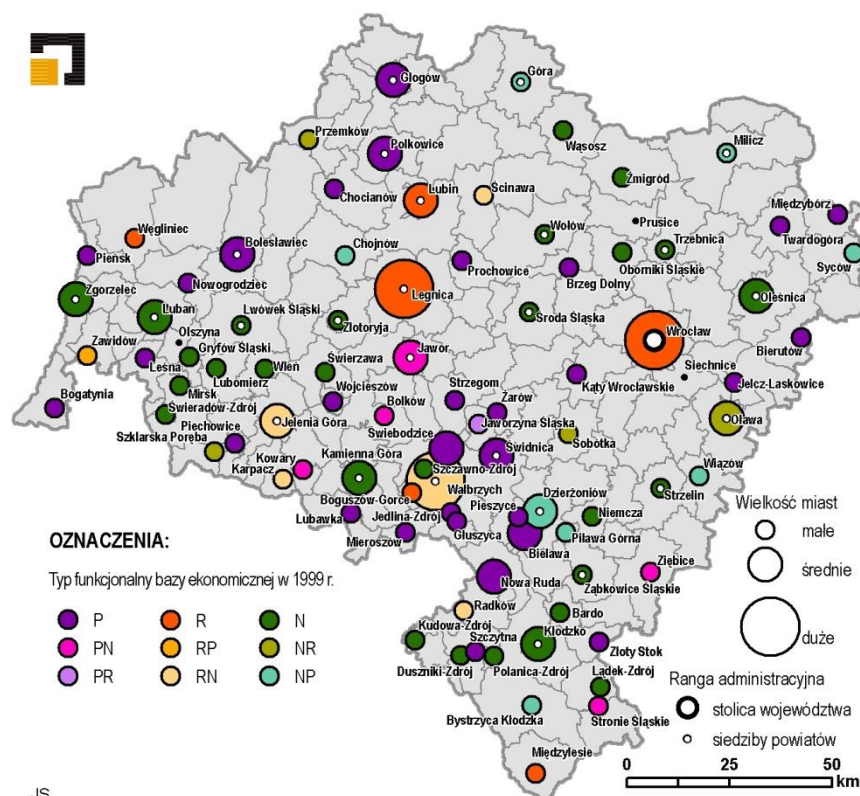 Głogów
Góra
Przemków
Polkowice
Wąsosz
Milicz
Żmigród
Chocianów
Lubin
Ścinawa
Międzybórz
Węgliniec
Wołów
Prusice
Twardogóra
Bolesławiec
Chojnów
Trzebnica
Pieńsk
Prochowice
Oborniki Śląskie
Syców
Nowogrodziec
Brzeg Dolny
Zgorzelec
Legnica
Oleśnica
Lubań
Lwówek Śląski
Środa Śląska
Złotoryja
Wrocław
Olszyna
Zawidów
Gryfów Śląski
Jawor
Bierutów
Leśna
Wleń
Świerzawa
Siechnice
Lubomierz
Strzegom
Kąty Wrocławskie
Jelcz-Laskowice
Bogatynia
Mirsk
Wojcieszów
Żarów
Świeradów-Zdrój
Bolków
Jaworzyna Śląska
Oława
Piechowice
Jelenia Góra
Świebodzice
Sobótka
Szklarska Poręba
Kamienna Góra
Świdnica
Kowary
Karpacz
Szczawno-Zdrój
Wiązów
Wałbrzych
Dzierżoniów
Strzelin
Boguszów-Gorce
Pieszyce
Lubawka
Jedlina-Zdrój
Niemcza
Mieroszów
Głuszyca
Piława Górna
Bielawa
Ziębice
Nowa Ruda
Ząbkowice Śląskie
Radków
Bardo
Kudowa-Zdrój
Szczytna
Kłodzko
Złoty Stok
Duszniki-Zdrój
Polanica-Zdrój
Lądek-Zdrój
Bystrzyca Kłodzka
Stronie Śląskie
Międzylesie
OZNACZENIA:
Typ funkcjonalny bazy ekonomicznej w 1999 r.
P R N
PN RP NR
PR RN NP
Wielkość miast
małe
średnie
duże
Ranga administracyjna
stolica województwa
siedziby powiatów
0 25 50
km
JS